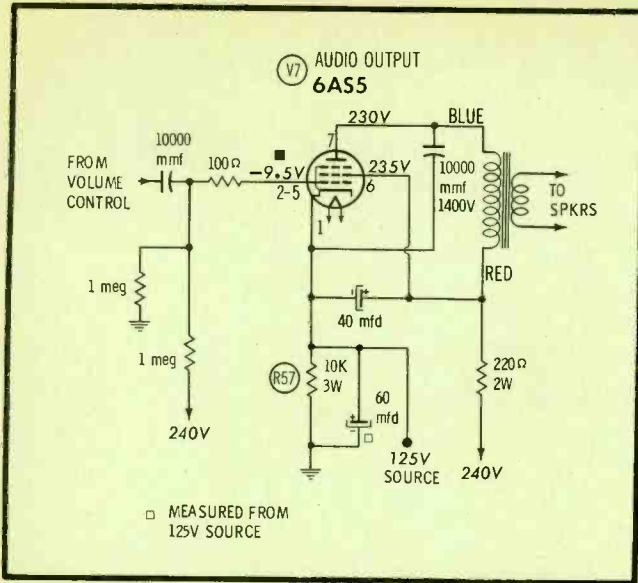 V7 AUDIO OUTPUT
6AS5
230V
BLUE
7
10000
mmf
100Ω
■
-9.5V
2-5
235V
6
1
FROM
VOLUME
CONTROL
10000
mmf
1400V
TO
SPKRS
RED
1 meg
40 mfd
1 meg
R57
10K
3W
60
mfd
□
220Ω
2W
240V
125V
SOURCE
240V
□ MEASURED FROM
125V SOURCE